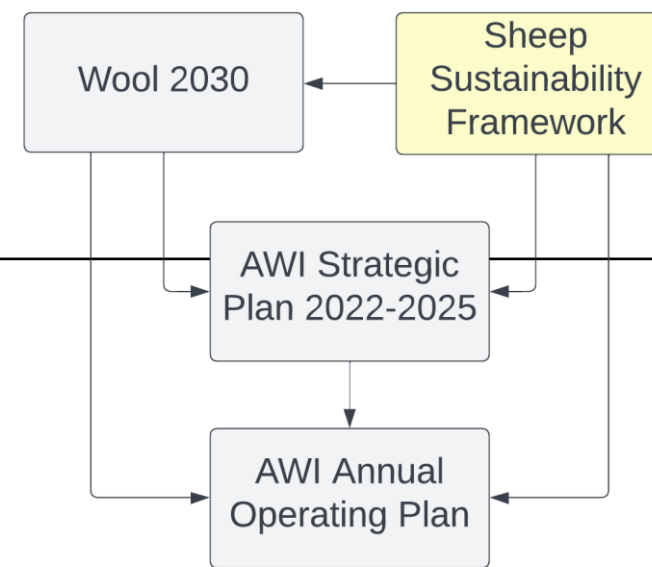 Wool 2030
Sheep
Sustainability
Framework
AWI Strategic
Plan 2022-2025
AWI Annual
Operating Plan